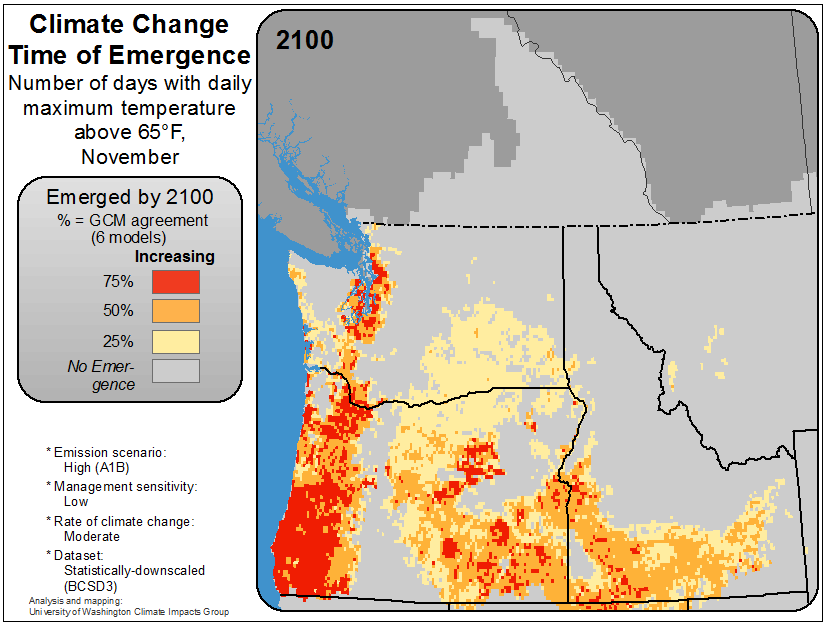 Climate Change
Time of Emergence
Number of days with daily
maximum temperature
above 65°F,
November
2100
Emerged by 2100
% = GCM agreement
(6 models)
Increasing
75%
50%
25%
No Emer-
gence
* Emission scenario:
High (A1B)
* Management sensitivity:
Low
* Rate of climate change:
Moderate
* Dataset:
Statistically-downscaled
(BCSD3)
Analysis and mapping:
University of Washington Climate Impacts Group